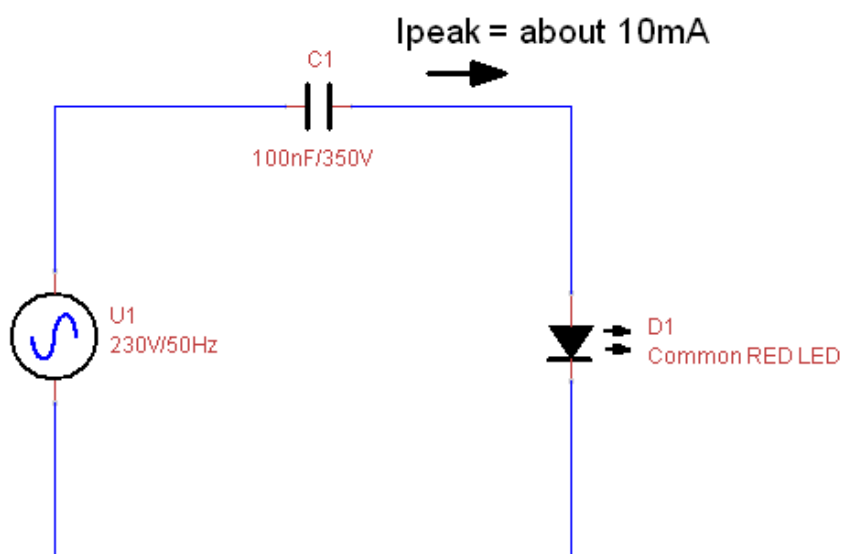 Ipeak = about 10mA
C1
100nF/350V
U1
230V/50Hz
D1
Common RED LED